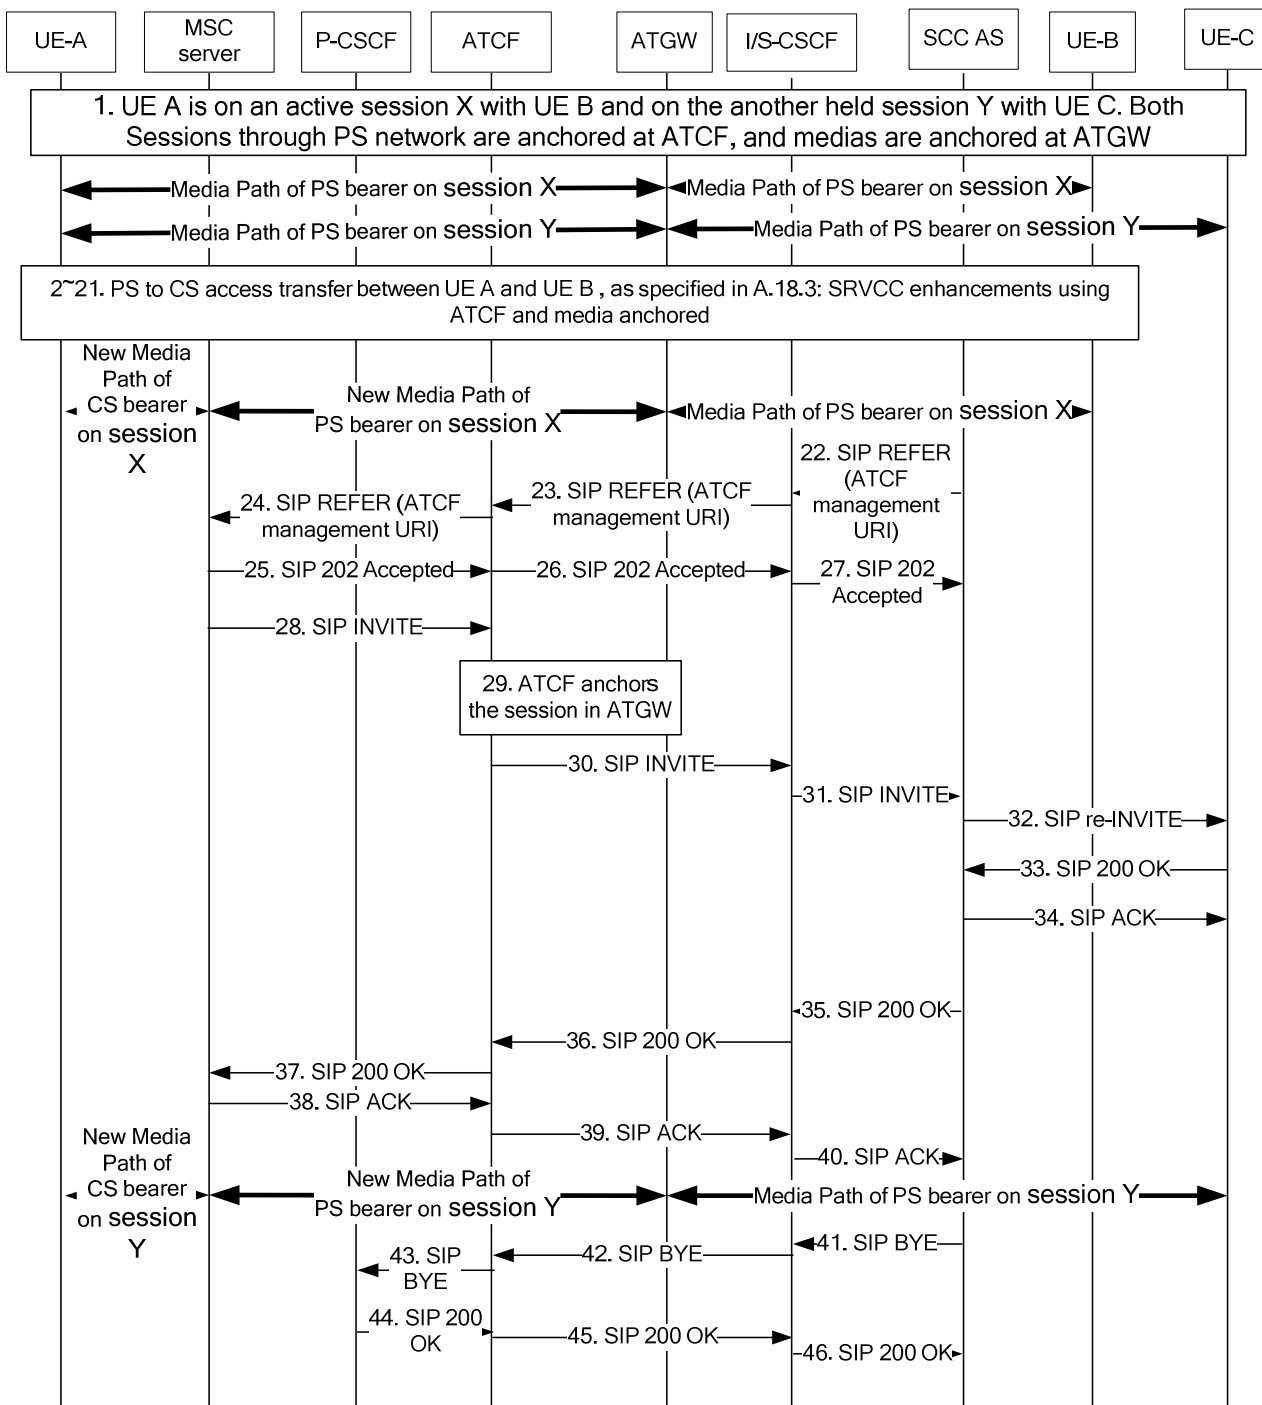 UE-A
MSC
server
P-CSCF
ATCF
ATGW
I/S-CSCF
SCC AS
UE-B
UE-C
1. UE A is on an active session X with UE B and on the another held session Y with UE C. Both
Sessions through PS network are anchored at ATCF, and medias are anchored at ATGW
Media Path of PS bearer on session X
Media Path of PS bearer on session X
Media Path of PS bearer on session Y
Media Path of PS bearer on session Y
2~21. PS to CS access transfer between UE A and UE B , as specified in A.18.3: SRVCC enhancements using
ATCF and media anchored
New Media
Path of
CS bearer
on session
X
New Media Path of
PS bearer on session X
Media Path of PS bearer on session X
22. SIP REFER
(ATCF
management
URI)
23. SIP REFER (ATCF
management URI)
24. SIP REFER (ATCF
management URI)
25. SIP 202 Accepted
26. SIP 202 Accepted
27. SIP 202
Accepted
28. SIP INVITE
29. ATCF anchors
the session in ATGW
30. SIP INVITE
31. SIP INVITE
32. SIP re-INVITE
33. SIP 200 OK
34. SIP ACK
35. SIP 200 OK
36. SIP 200 OK
37. SIP 200 OK
38. SIP ACK
39. SIP ACK
40. SIP ACK
New Media
Path of
CS bearer
on session
Y
New Media Path of
PS bearer on session Y
Media Path of PS bearer on session Y
41. SIP BYE
42. SIP BYE
43. SIP
BYE
44. SIP 200
OK
45. SIP 200 OK
46. SIP 200 OK